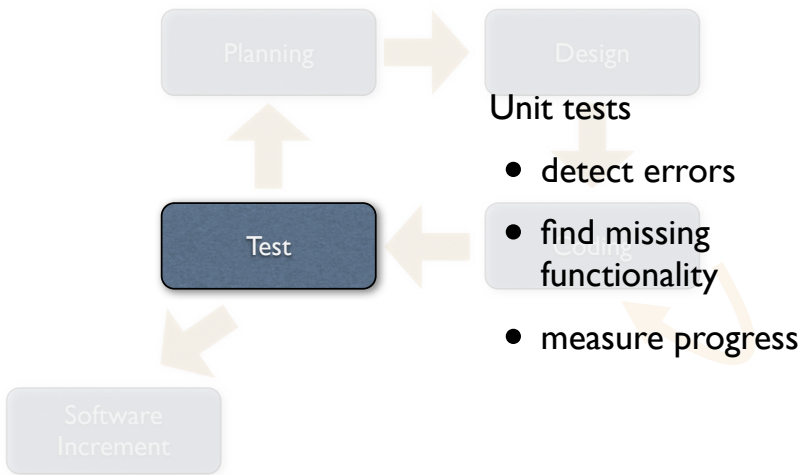 Planning
Design
Unit tests
• detect errors
Test
• find missing
Coding
functionality
• measure progress
Software
Increment